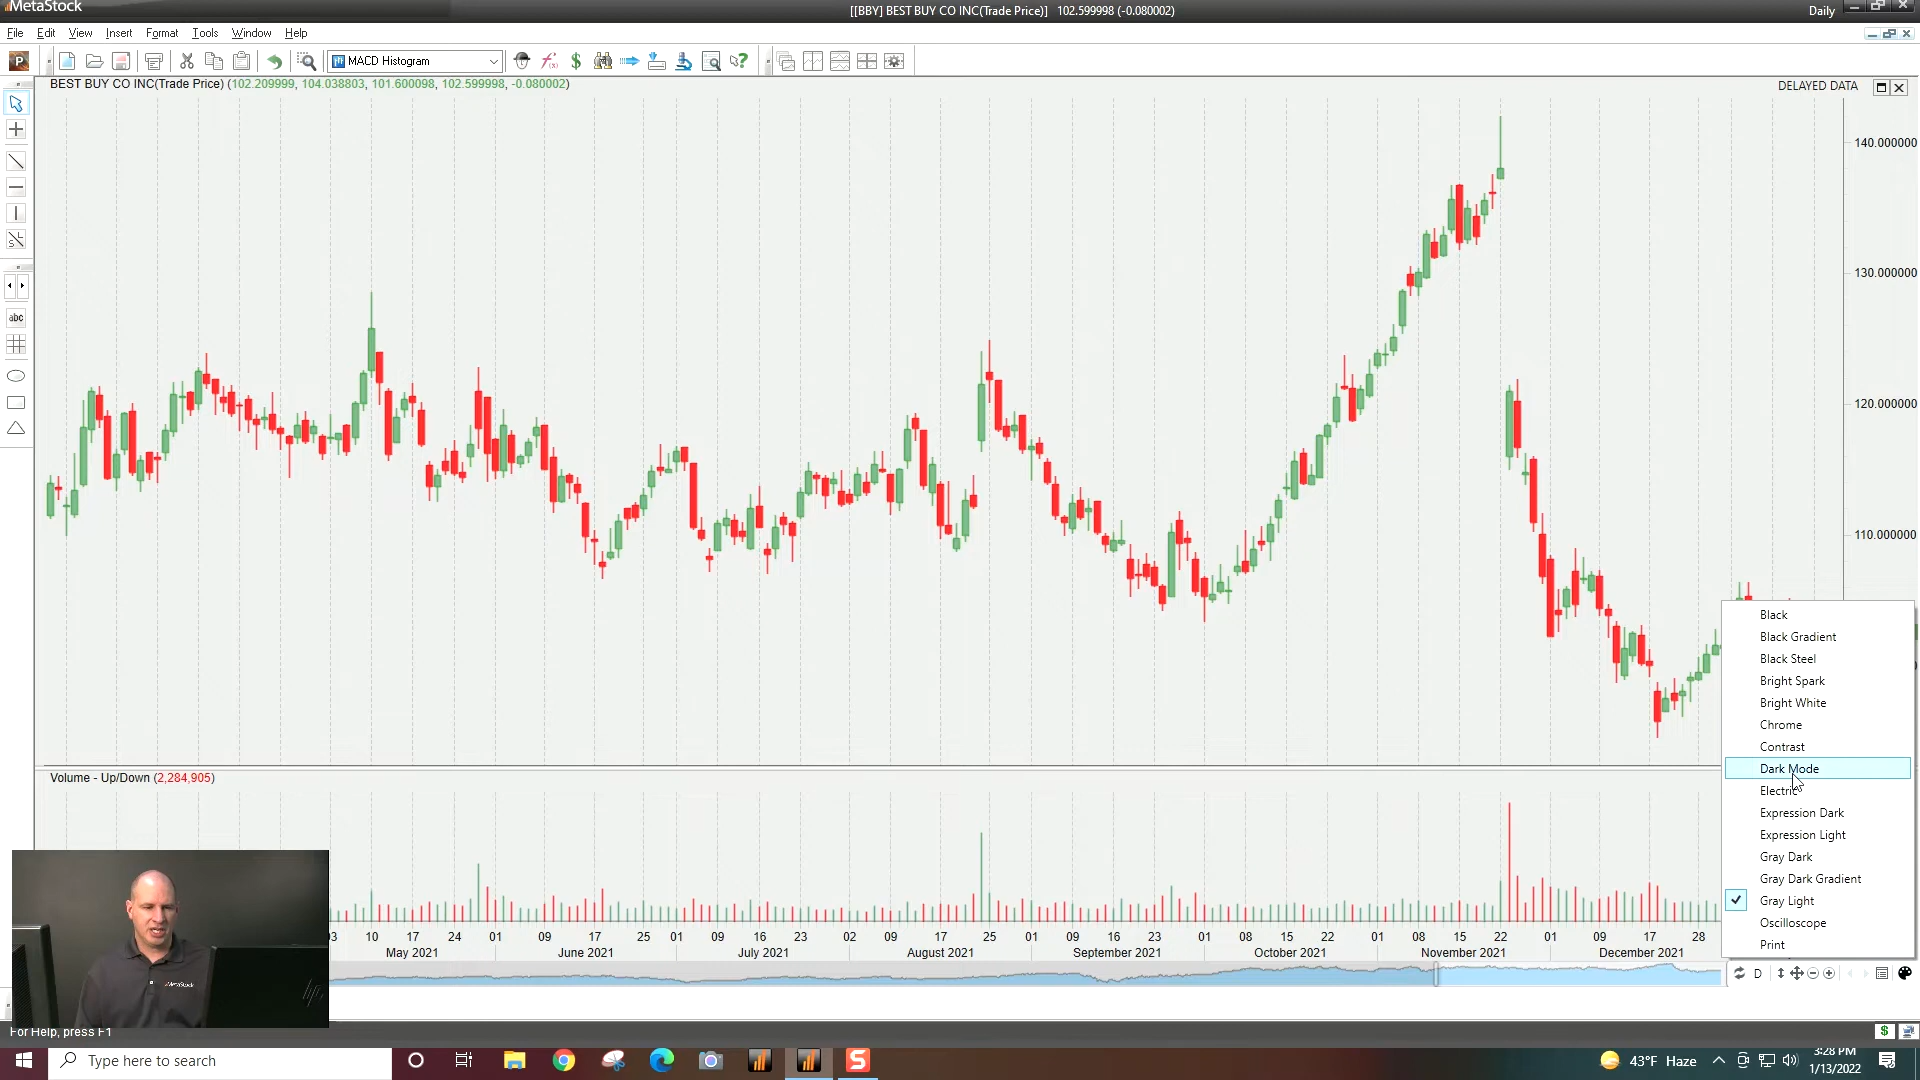 MetaStock
[[BBY] BEST BUY CO INC(Trade Price)] 102.599998 (-0.080002)
Daily
File Edit View Insert Format Tools Window Help
MACD Histogram
BEST BUY CO INC(Trade Price) (102.209999, 104.038803, 101.600098, 102.599998, -0.080002)
DELAYED DATA
140.000000
130.000000
120.000000
110.000000
abc
Black
Black Gradient
Black Steel
Bright Spark
Bright White
Chrome
Contrast
Dark Mode
Electric
Expression Dark
Expression Light
Gray Dark
Gray Dark Gradient
Gray Light
Oscilloscope
Print
Volume - Up/Down (2,284,905)
03 10 17 24 01 09 17 25 01 09 16 23 02 09 17 25 01 09 16 23 01 08 15 22 01 08 15 22 01 09 17 28
May 2021 June 2021 July 2021 August 2021 September 2021 October 2021 November 2021 December 2021
D
MetaStock
For Help, press F1
Type here to search
43°F Haze
3:28 PM
1/13/2022